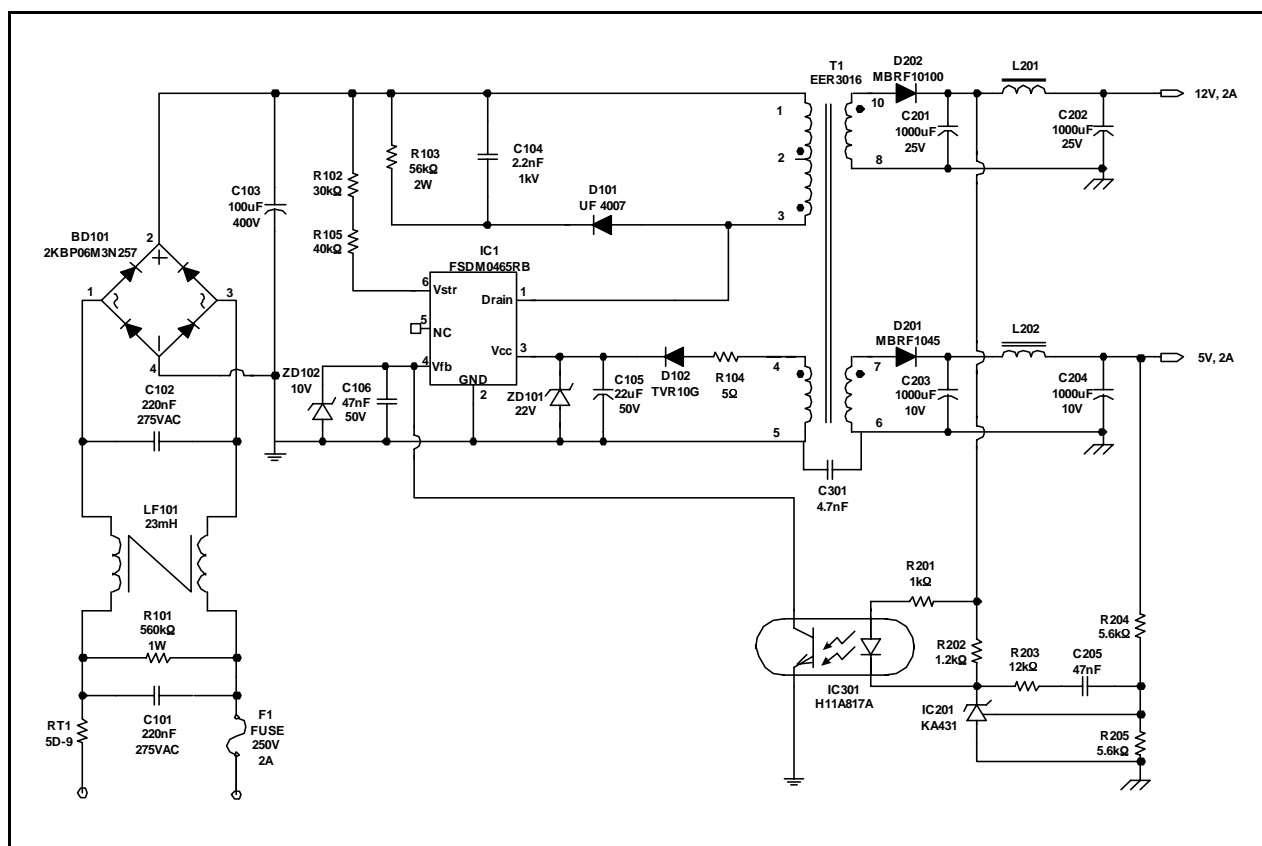 T1
EER3016
D202
MBRF10100
L201
12V, 2A
1
2
3
10
8
C201
1000uF
25V
C202
1000uF
25V
R103
56kΩ
2W
C104
2.2nF
1kV
R102
30kΩ
D101
UF 4007
C103
100uF
400V
R105
40kΩ
BD101
2KBP06M3N257
2
1
3
4
IC1
FSDM0465RB
6
Vstr
Drain
1
5
NC
Vcc
3
4
Vfb
GND
2
ZD102
10V
C106
47nF
50V
ZD101
22V
C105
22uF
50V
D102
TVR10G
R104
5Ω
4
5
7
6
D201
MBRF1045
L202
5V, 2A
C203
1000uF
10V
C204
1000uF
10V
C102
220nF
275VAC
C301
4.7nF
LF101
23mH
R101
560kΩ
1W
C101
220nF
275VAC
RT1
5D-9
F1
FUSE
250V
2A
R201
1kΩ
R202
1.2kΩ
R203
12kΩ
C205
47nF
R204
5.6kΩ
IC301
H11A817A
IC201
KA431
R205
5.6kΩ